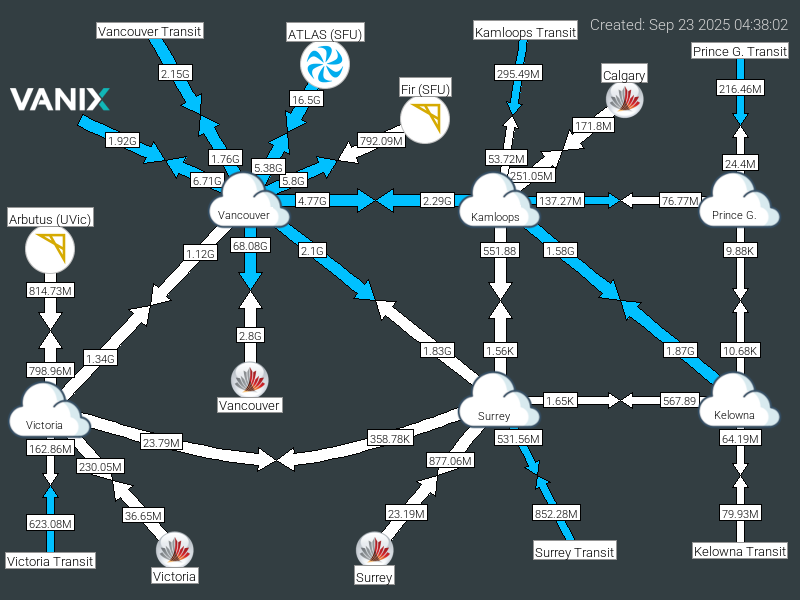 Created: Sep 23 2025 04:38:02
Vancouver Transit
ATLAS (SFU)
Kamloops Transit
Prince G. Transit
2.15G
295.49M
Calgary
216.46M
Fir (SFU)
VANIX
16.5G
171.8M
1.92G
792.09M
1.76G
53.72M
24.4M
5.38G
251.05M
6.71G
5.8G
4.77G
2.29G
137.27M
76.77M
Vancouver
Kamloops
Prince G.
Arbutus (UVic)
68.08G
1.12G
2.1G
551.88
1.58G
9.88K
814.73M
2.8G
1.34G
1.83G
1.56K
1.87G
10.68K
798.96M
Vancouver
1.65K
567.89
Victoria
Surrey
Kelowna
23.79M
358.78K
531.56M
64.19M
162.86M
230.05M
877.06M
623.08M
36.65M
23.19M
852.28M
79.93M
Victoria Transit
Surrey Transit
Kelowna Transit
Victoria
Surrey